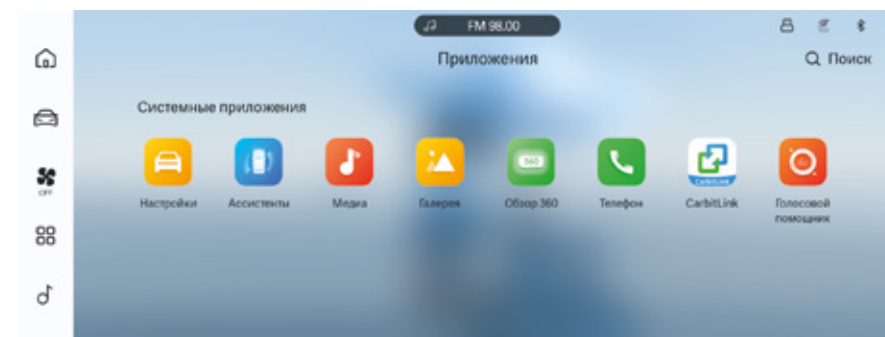 FM 98.00
Приложения
Поиск
Системные приложения
360
CarbitLink
Настройки
Ассистенты
Медиа
Галерея
Обзор 360
Телефон
CarbitLink
Голосовой
помощник
OFF